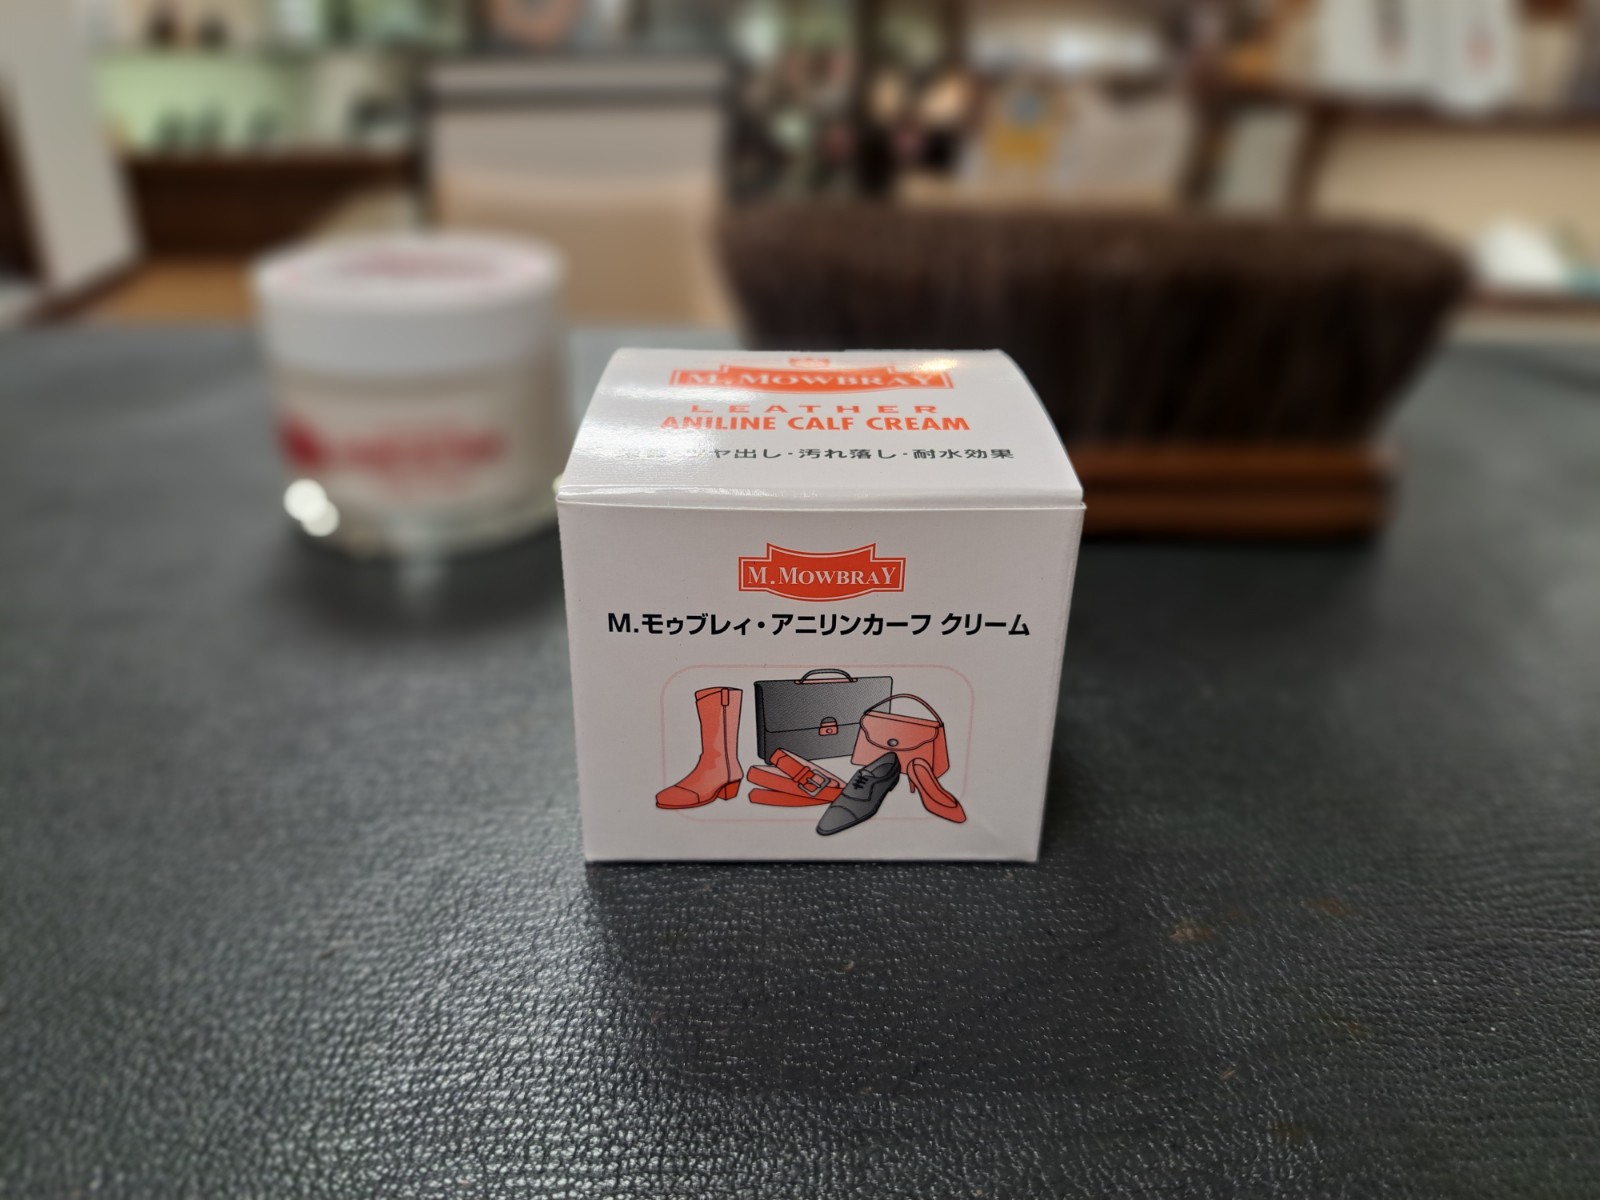 M. MOWBRAY
LEATHER
ANILINE CALF CREAM
ツヤ出し・汚れ落し・耐水効果
M. MOWBRAY
M.モゥブレィ・アニリンカーフ クリーム